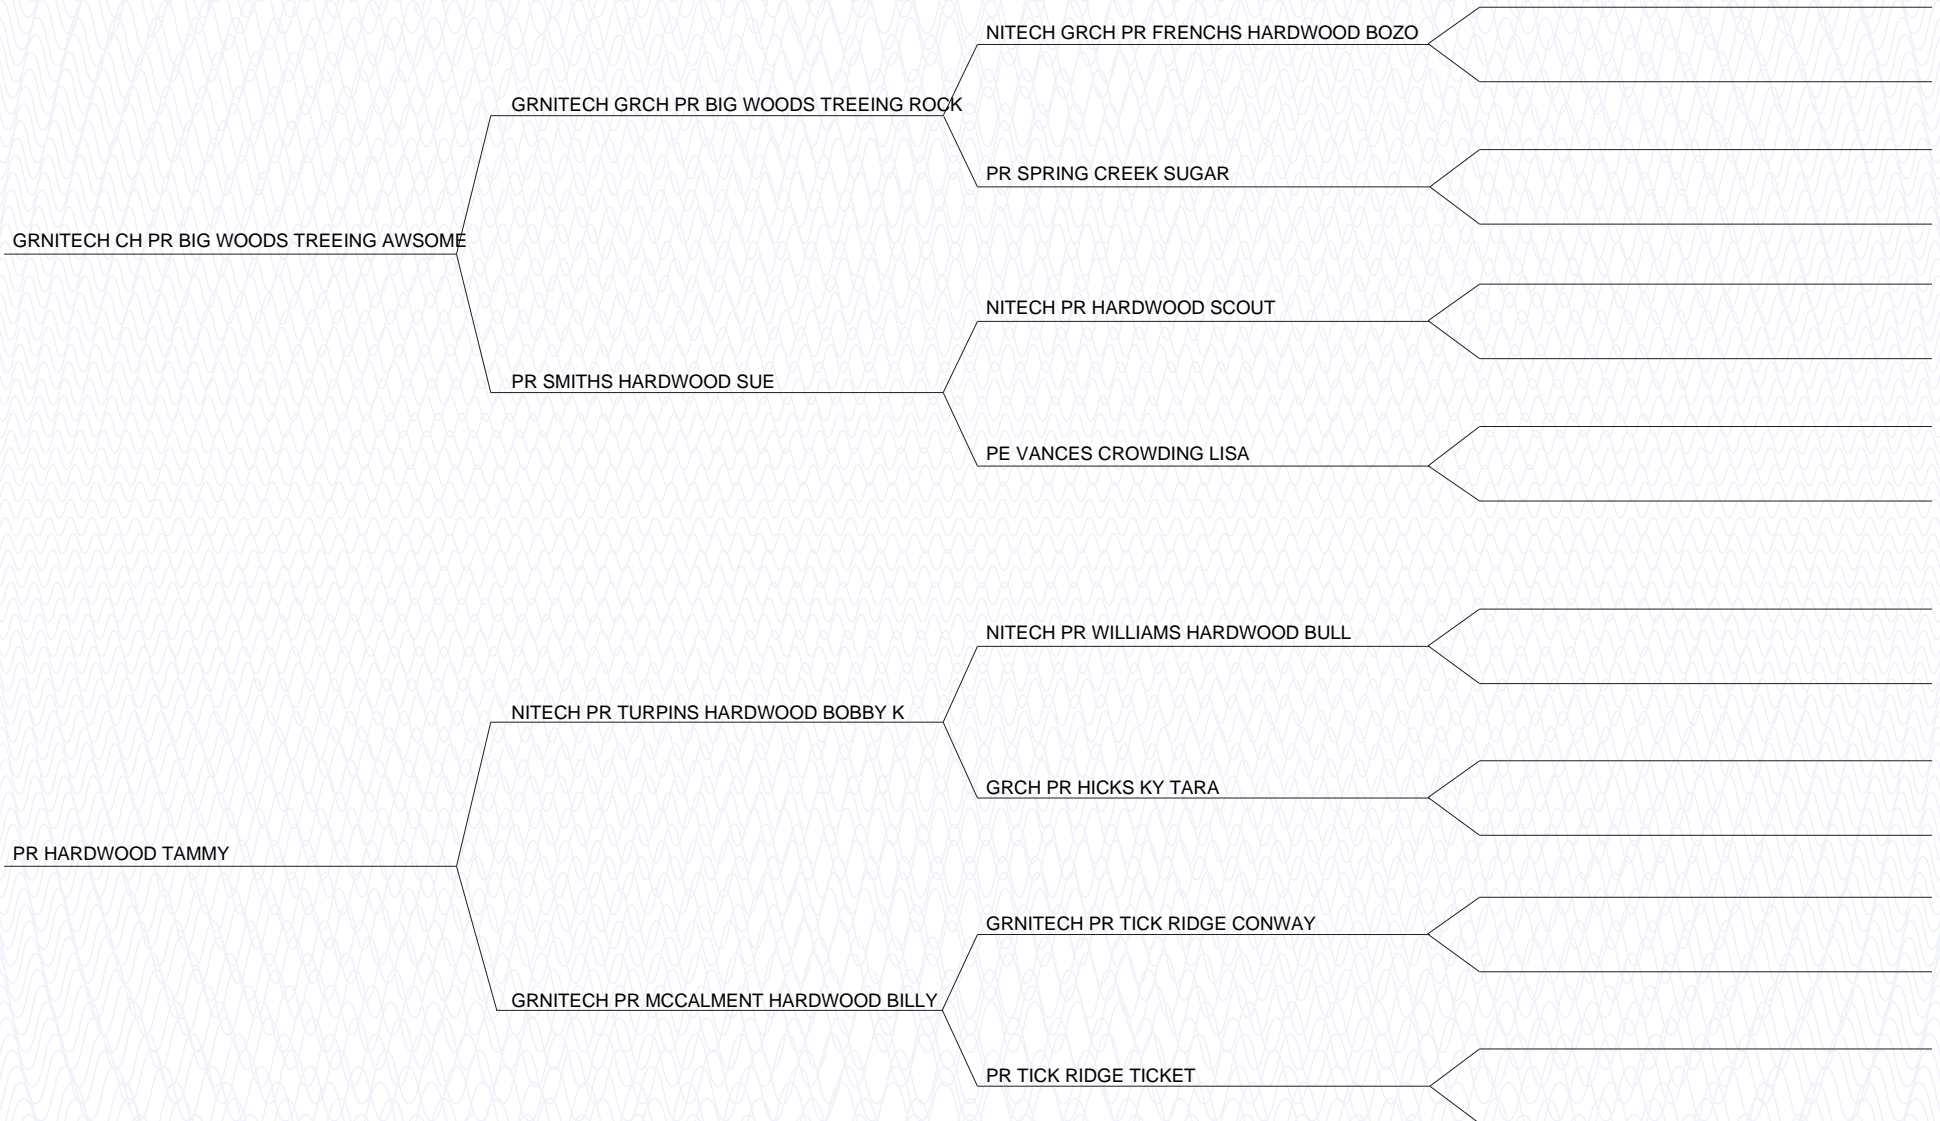 NITECH GRCH PR FRENCHS HARDWOOD BOZO
GRNITECH GRCH PR BIG WOODS TREEING ROCK
PR SPRING CREEK SUGAR
GRNITECH CH PR BIG WOODS TREEING AWSOME
NITECH PR HARDWOOD SCOUT
PR SMITHS HARDWOOD SUE
PE VANCES CROWDING LISA
NITECH PR WILLIAMS HARDWOOD BULL
NITECH PR TURPINS HARDWOOD BOBBY K
GRCH PR HICKS KY TARA
PR HARDWOOD TAMMY
GRNITECH PR TICK RIDGE CONWAY
GRNITECH PR MCCALMENT HARDWOOD BILLY
PR TICK RIDGE TICKET